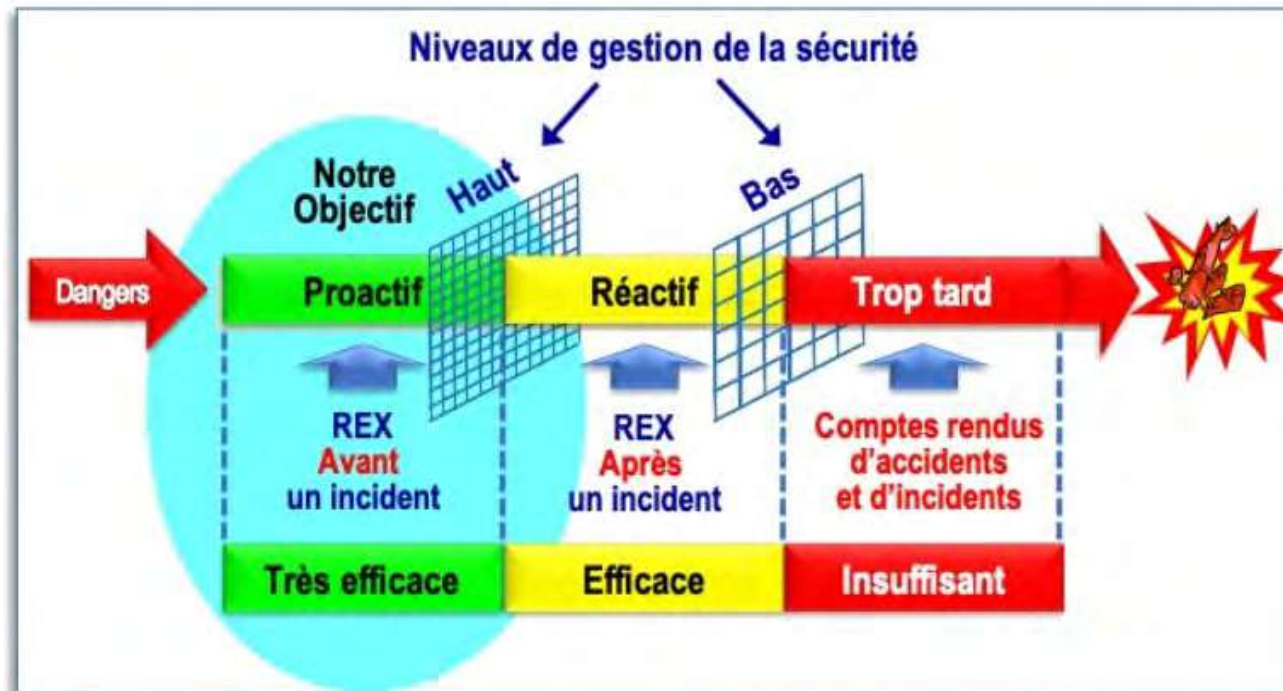 Niveaux de gestion de la sécurité
Notre
Objectif
Haut
Bas
Dangers
Proactif
Réactif
Trop tard
REX
Avant
un incident
REX
Après
un incident
Comptes rendus
d'accidents
et d'incidents
Très efficace
Efficace
Insuffisant